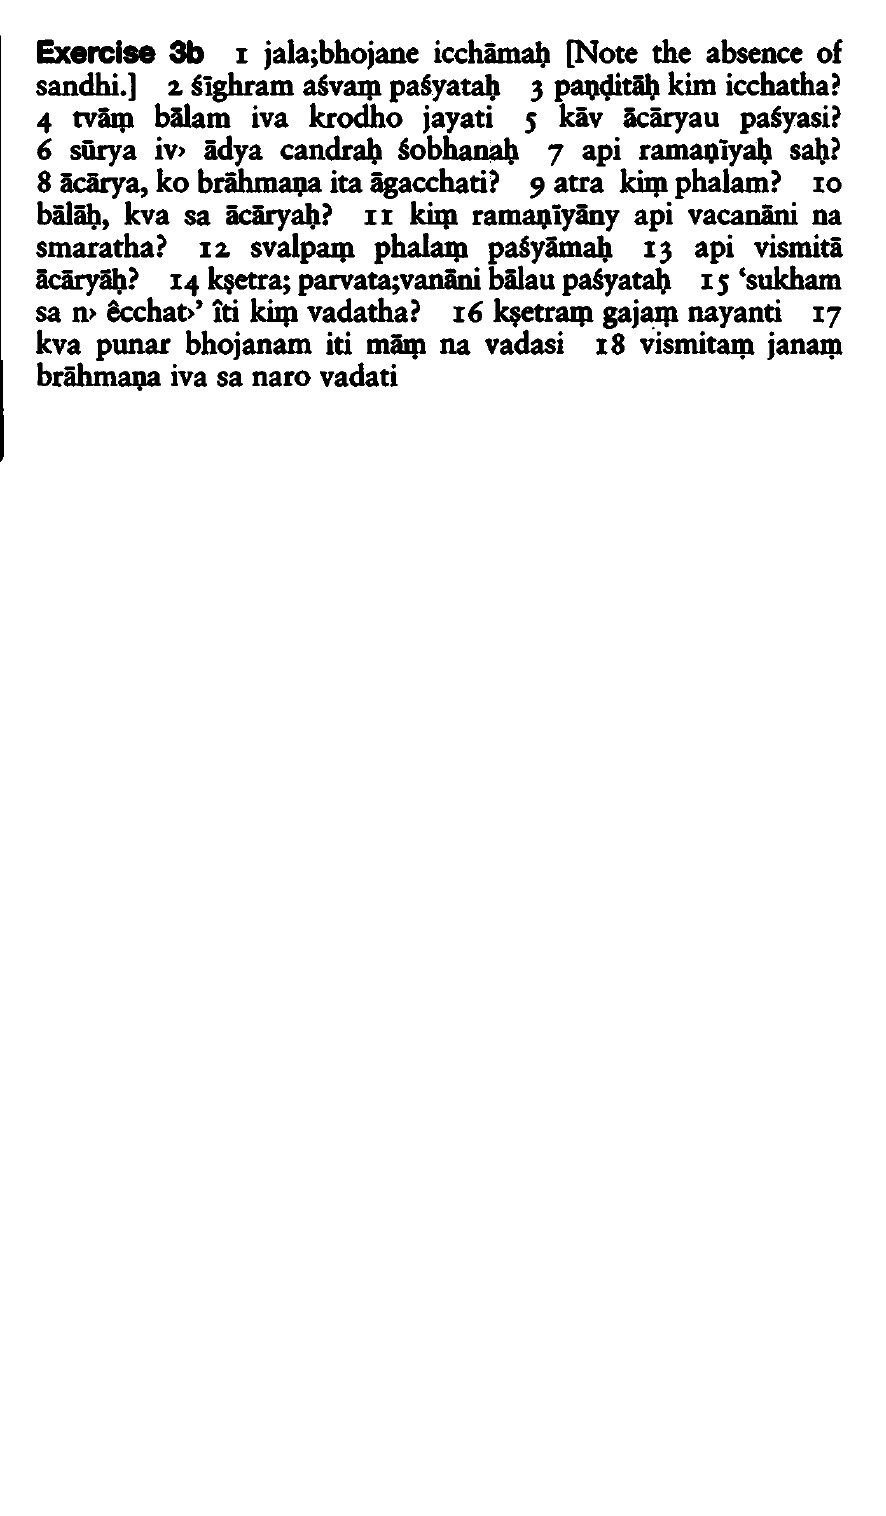 Exercise 3b 1 jala;bhojane icchāmaḥ [Note the absence of
sandhi.] 2 śīghram aśvaṃ paśyataḥ 3 paṇḍitāḥ kim icchatha?
4 tvāṃ bālam iva krodho jayati 5 kāv ācāryau paśyasi?
6 sūrya iv› ādya candraḥ śobhanaḥ 7 api ramaṇīyaḥ saḥ?
8 ācārya, ko brāhmaṇa ita āgacchati? 9 atra kiṃ phalam? 10
bālāḥ, kva sa ācāryaḥ? 11 kiṃ ramaṇīyāny api vacanāni na
smaratha? 12 svalpaṃ phalaṃ paśyāmaḥ 13 api vismitā
ācāryāḥ? 14 kṣetra; parvata;vanāni bālau paśyataḥ 15 ‘sukham
sa n› êcchat›’ îti kiṃ vadatha? 16 kṣetraṃ gajaṃ nayanti 17
kva punar bhojanam iti māṃ na vadasi 18 vismitaṃ janaṃ
brāhmaṇa iva sa naro vadati